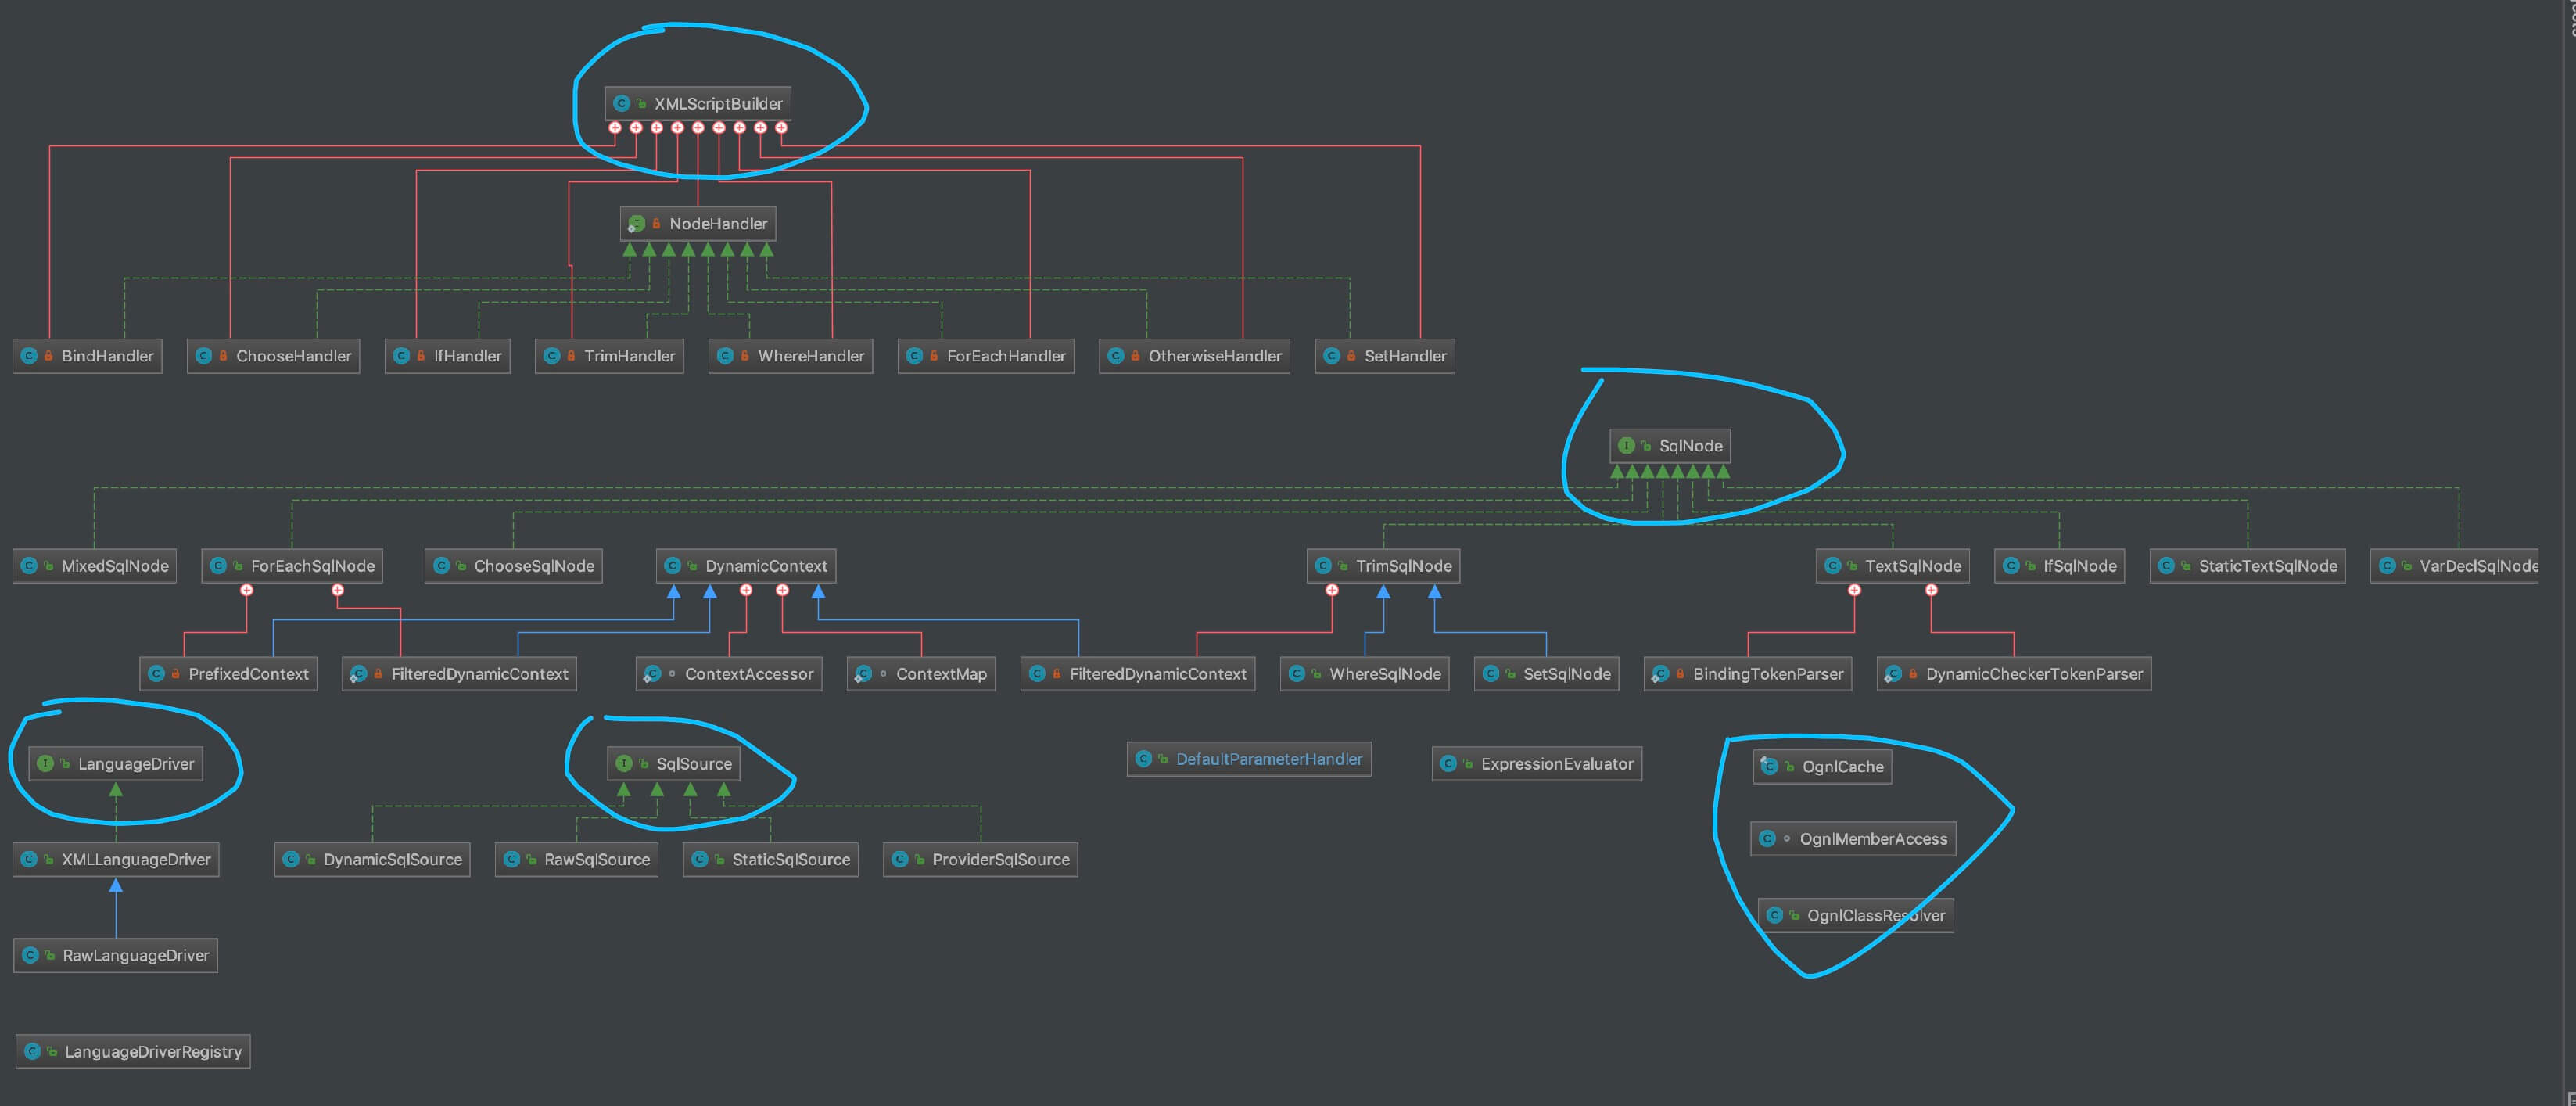 XMLScriptBuilder
NodeHandler
BindHandler
ChooseHandler
IfHandler
TrimHandler
WhereHandler
ForEachHandler
OtherwiseHandler
SetHandler
SqlNode
MixedSqlNode
ForEachSqlNode
ChooseSqlNode
DynamicContext
TrimSqlNode
TextSqlNode
IfSqlNode
StaticTextSqlNode
VarDeclSqlNode
PrefixedContext
FilteredDynamicContext
ContextAccessor
ContextMap
FilteredDynamicContext
WhereSqlNode
SetSqlNode
BindingTokenParser
DynamicCheckerTokenParser
LanguageDriver
SqlSource
DefaultParameterHandler
ExpressionEvaluator
OgnlCache
OgnlMemberAccess
XMLLanguageDriver
DynamicSqlSource
RawSqlSource
StaticSqlSource
ProviderSqlSource
OgnlClassResolver
RawLanguageDriver
LanguageDriverRegistry